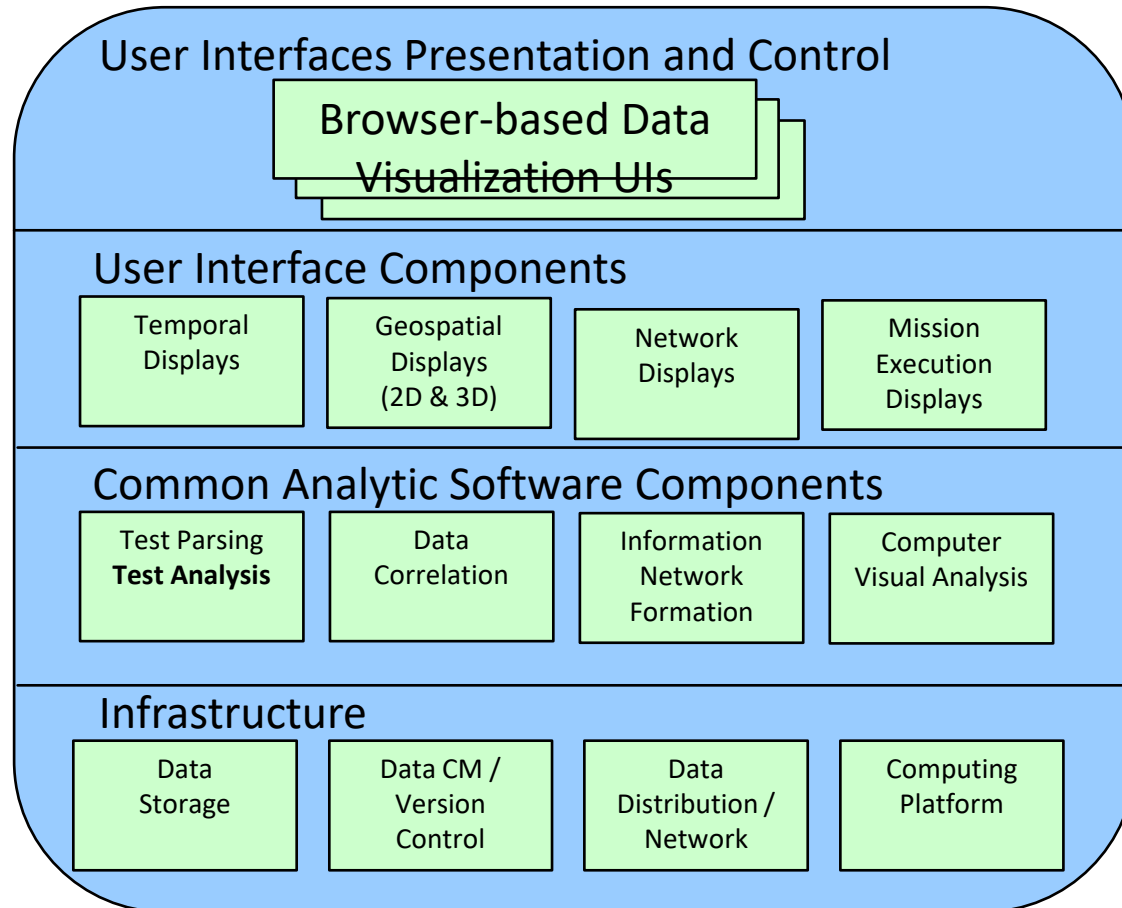 User Interfaces Presentation and Control
Browser-based Data
Visualization UIs
User Interface Components
Temporal
Displays
Geospatial
Displays
(2D & 3D)
Network
Displays
Mission
Execution
Displays
Common Analytic Software Components
Test Parsing
Test Analysis
Data
Correlation
Information
Network
Formation
Computer
Visual Analysis
Infrastructure
Data
Storage
Data CM /
Version
Control
Data
Distribution /
Network
Computing
Platform